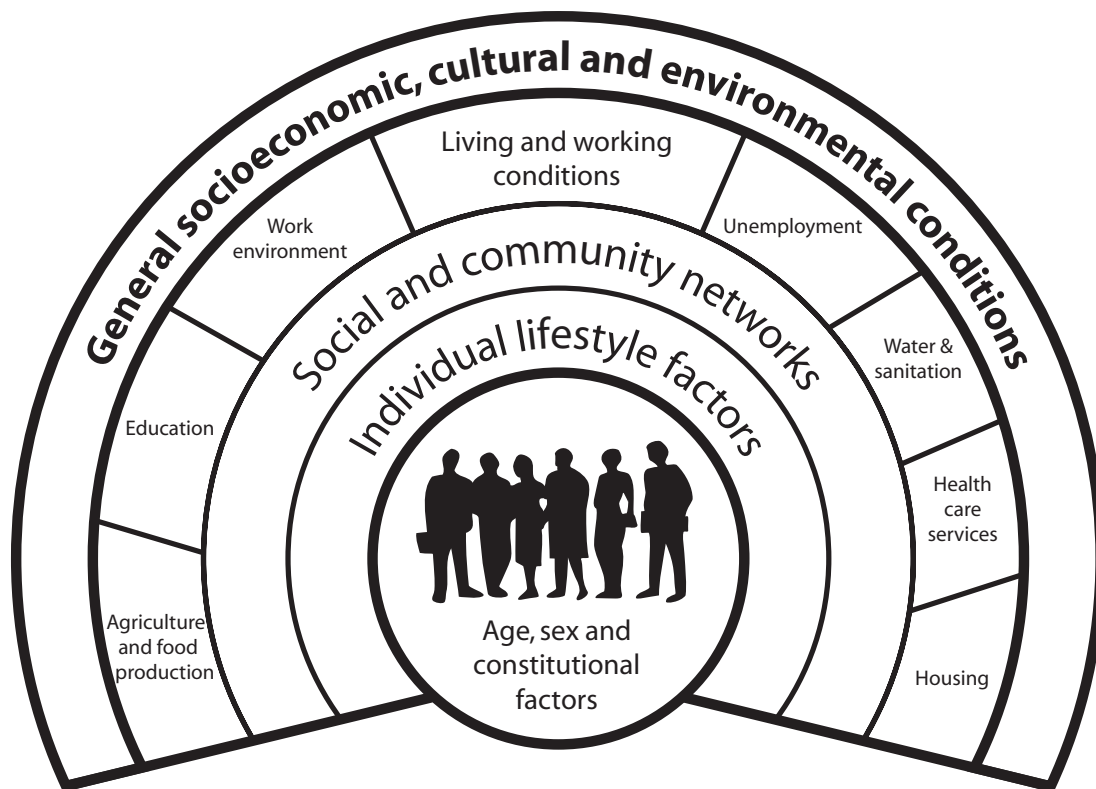 General socioeconomic, cultural and environmental conditions
Living and working
conditions
Work
environment
Unemployment
Education
Water &
sanitation
Agriculture
and food
production
Health
care
services
Housing
Social and community networks
Individual lifestyle factors
Age, sex and
constitutional
factors